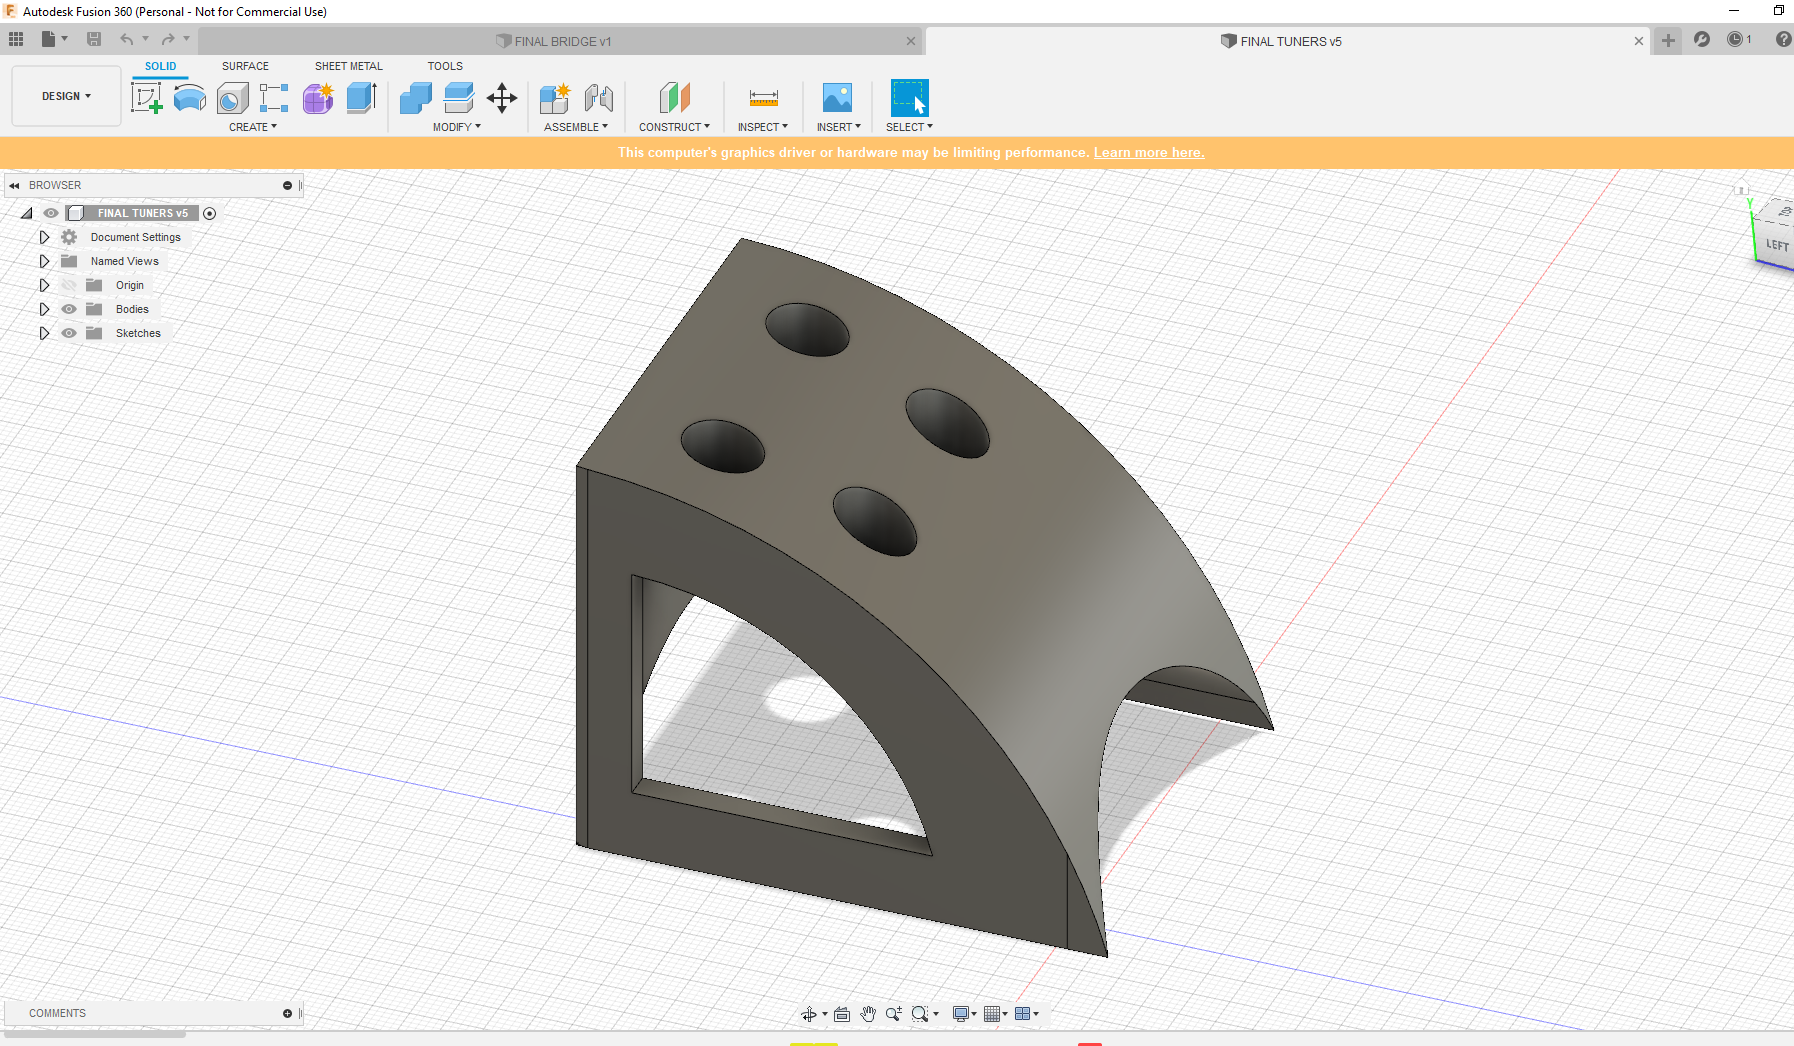 Autodesk Fusion 360 (Personal - Not for Commercial Use)
FINAL BRIDGE v1
FINAL TUNERS v5
1
DESIGN
SOLID
SURFACE
SHEET METAL
TOOLS
CREATE
MODIFY
ASSEMBLE
CONSTRUCT
INSPECT
INSERT
SELECT
This computer's graphics driver or hardware may be limiting performance. Learn more here.
BROWSER
FINAL TUNERS v5
Document Settings
Named Views
Origin
Bodies
Sketches
Y
LEFT
COMMENTS